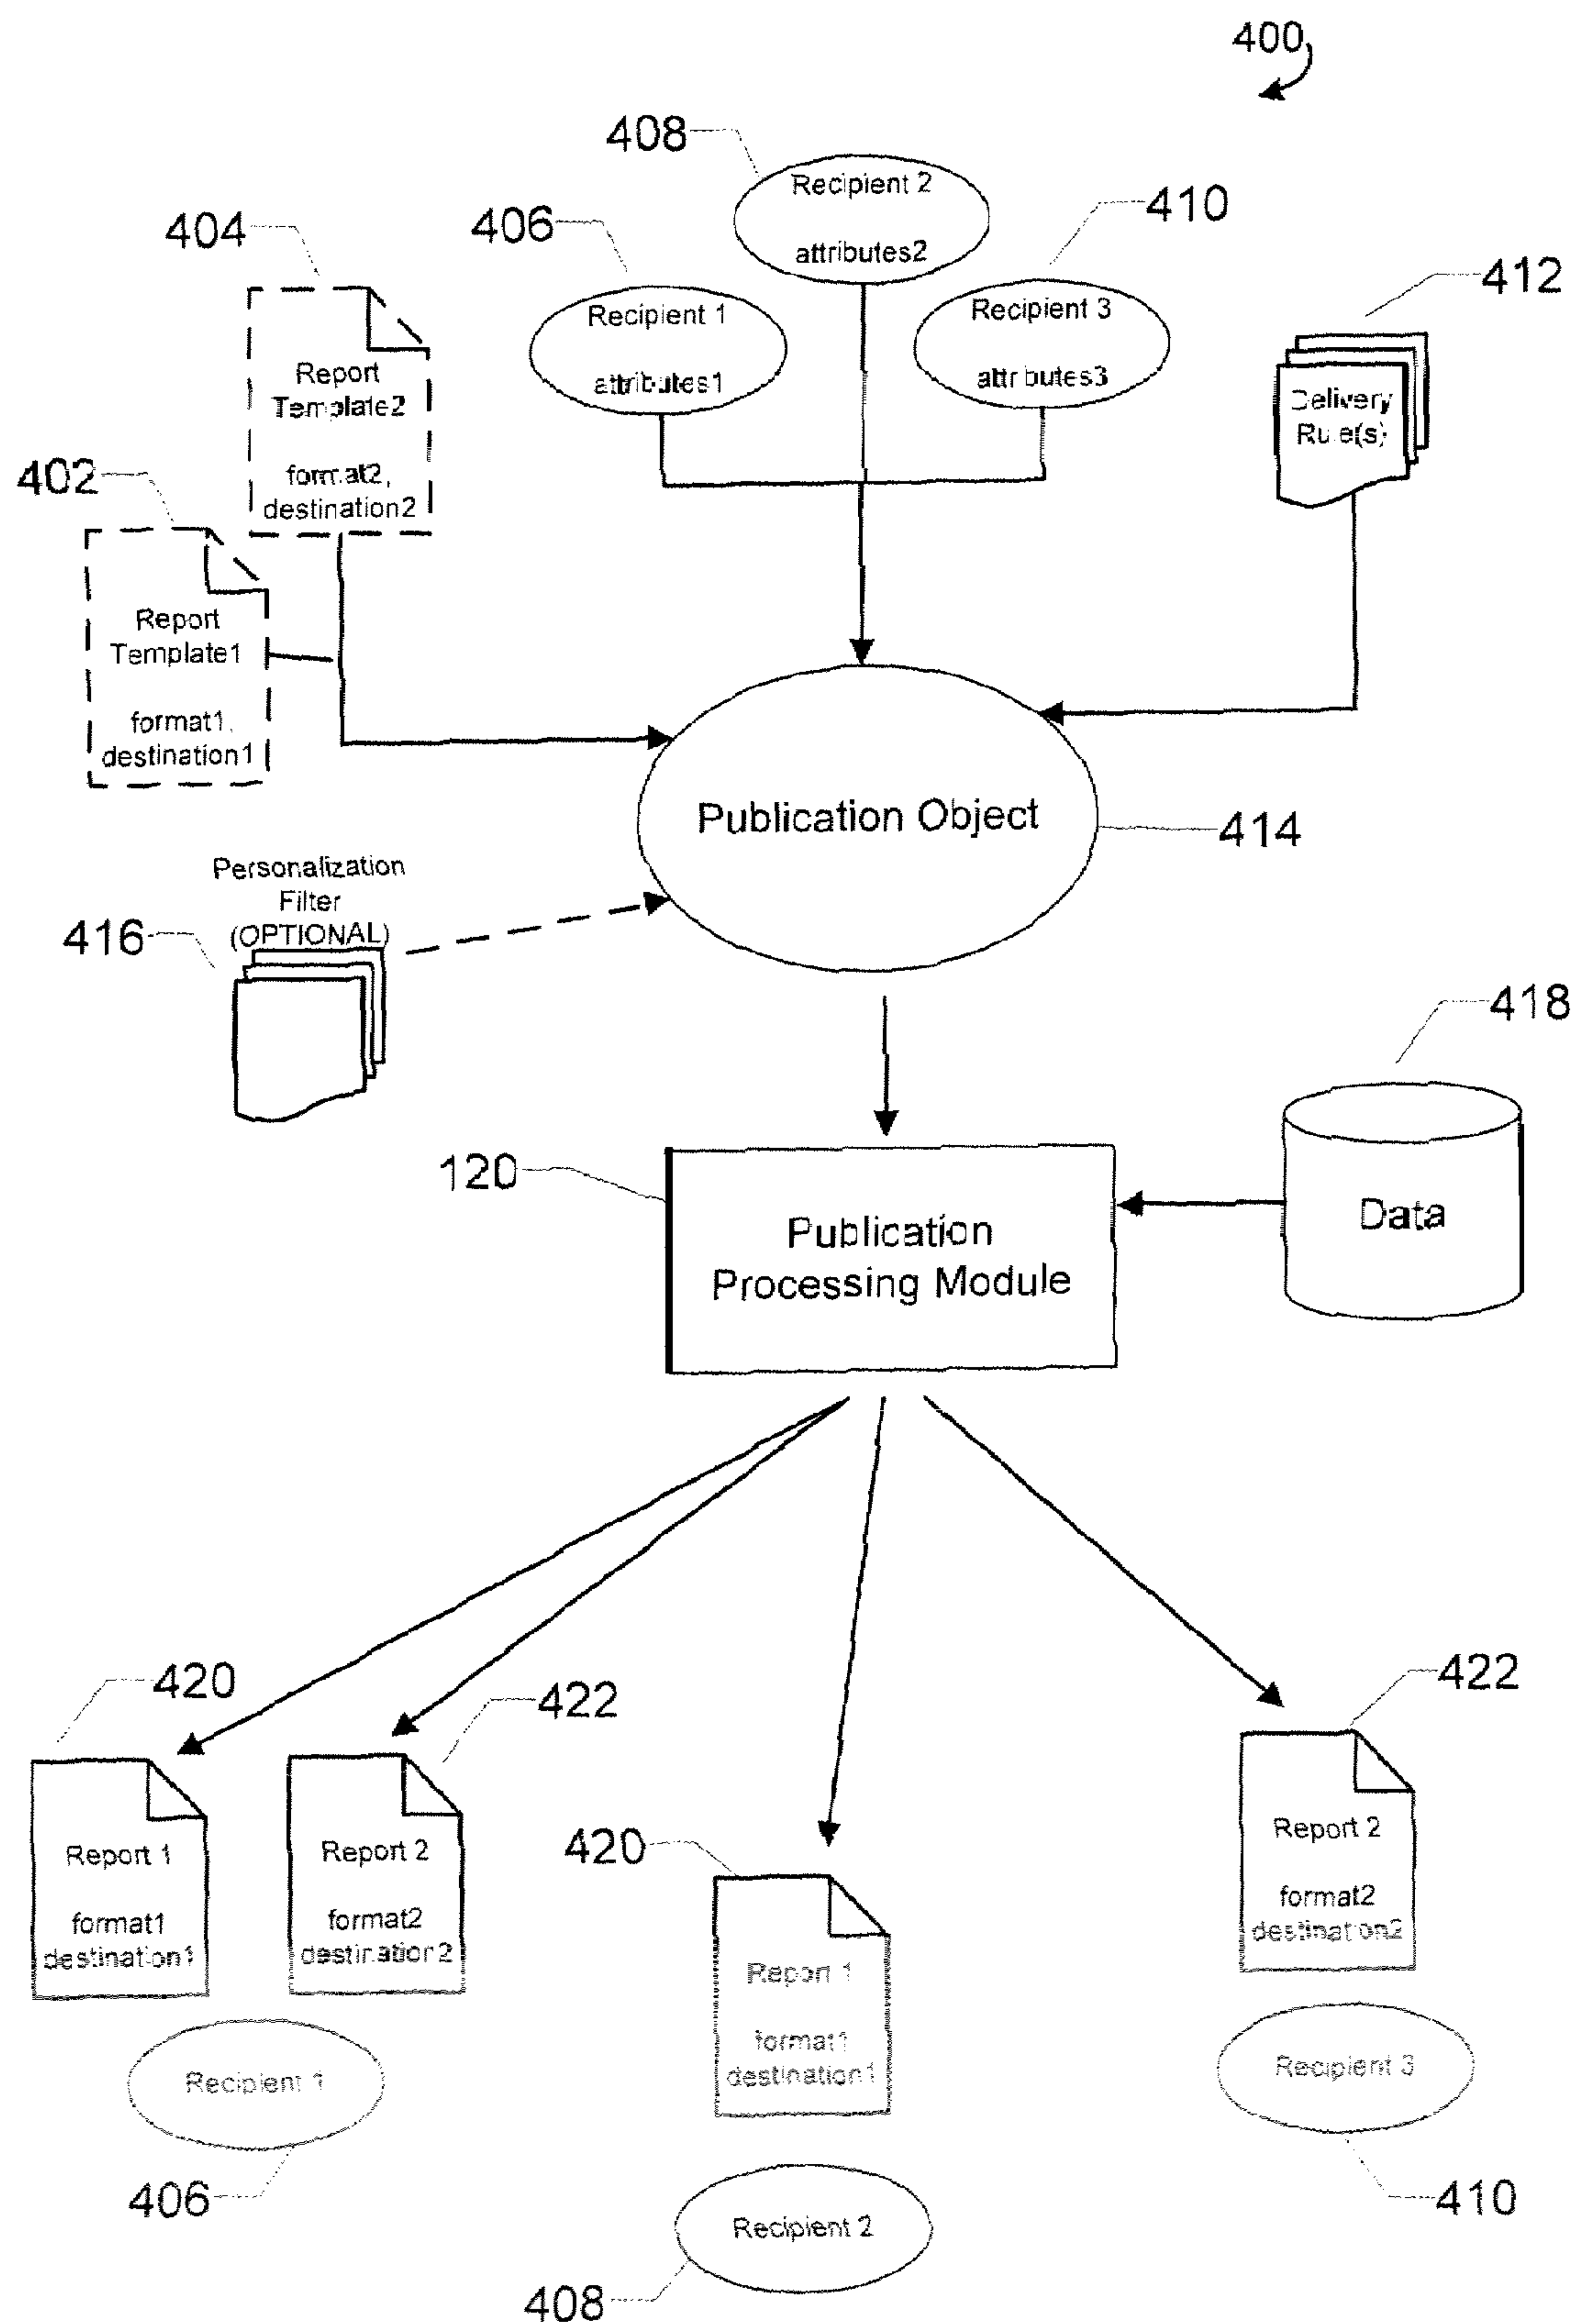 400
408
Recipient 2
attributes2
410
406
404
Recipient 1
attributes1
Recipient 3
attributes3
412
Delivery
Rule(s)
Report
Template2
format2,
destination2
402
Report
Template1
format1,
destination1
Publication Object
414
Personalization
Filter
(OPTIONAL)
416
418
120
Publication
Processing Module
Data
420
422
422
Report 1
format1
destination1
Report 2
format2
destination2
420
Report 1
format1
destination1
Report 2
format2
destination2
Recipient 1
406
Recipient 3
410
Recipient 2
408